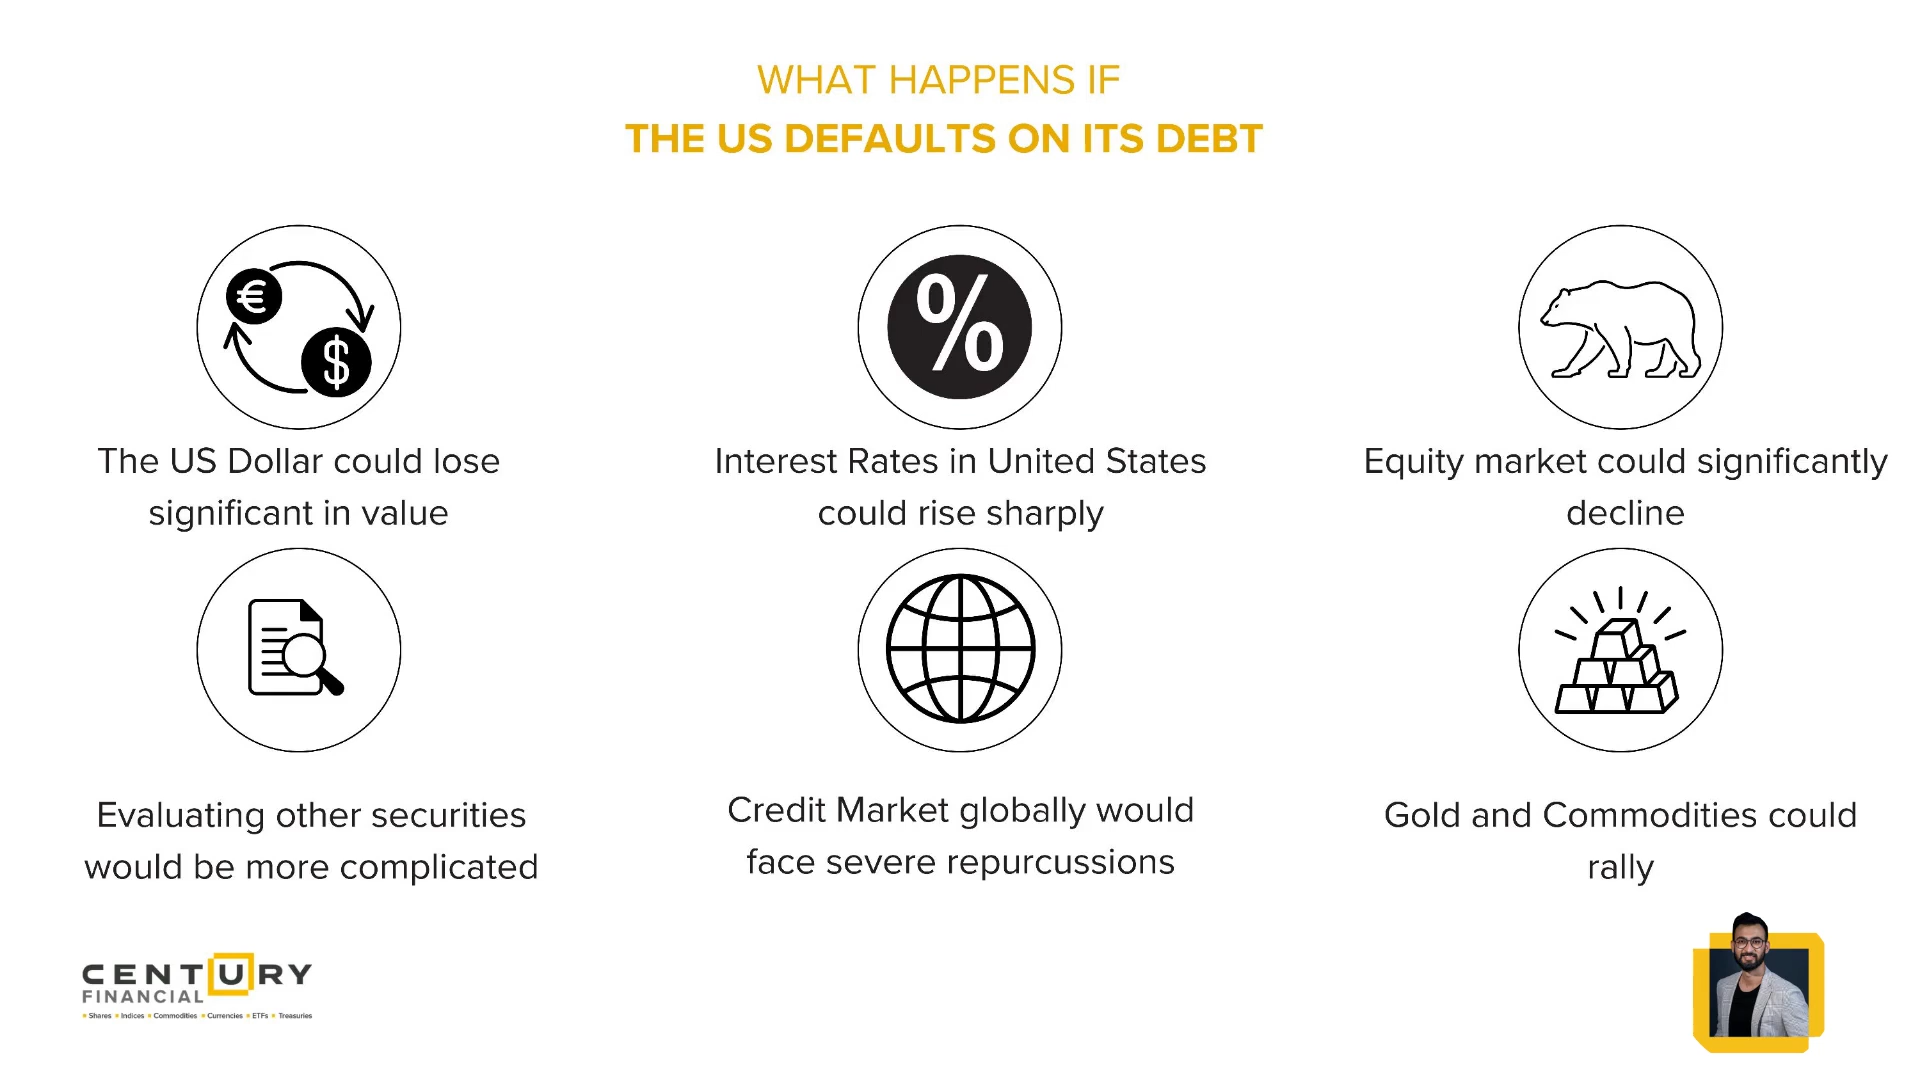 WHAT HAPPENS IF
THE US DEFAULTS ON ITS DEBT
€
$
%
The US Dollar could lose
significant in value
Interest Rates in United States
could rise sharply
Equity market could significantly
decline
Evaluating other securities
would be more complicated
Credit Market globally would
face severe repurcussions
Gold and Commodities could
rally
CENTURY
FINANCIAL
Shares Indices Commodities Currencies ETFs Treasuries